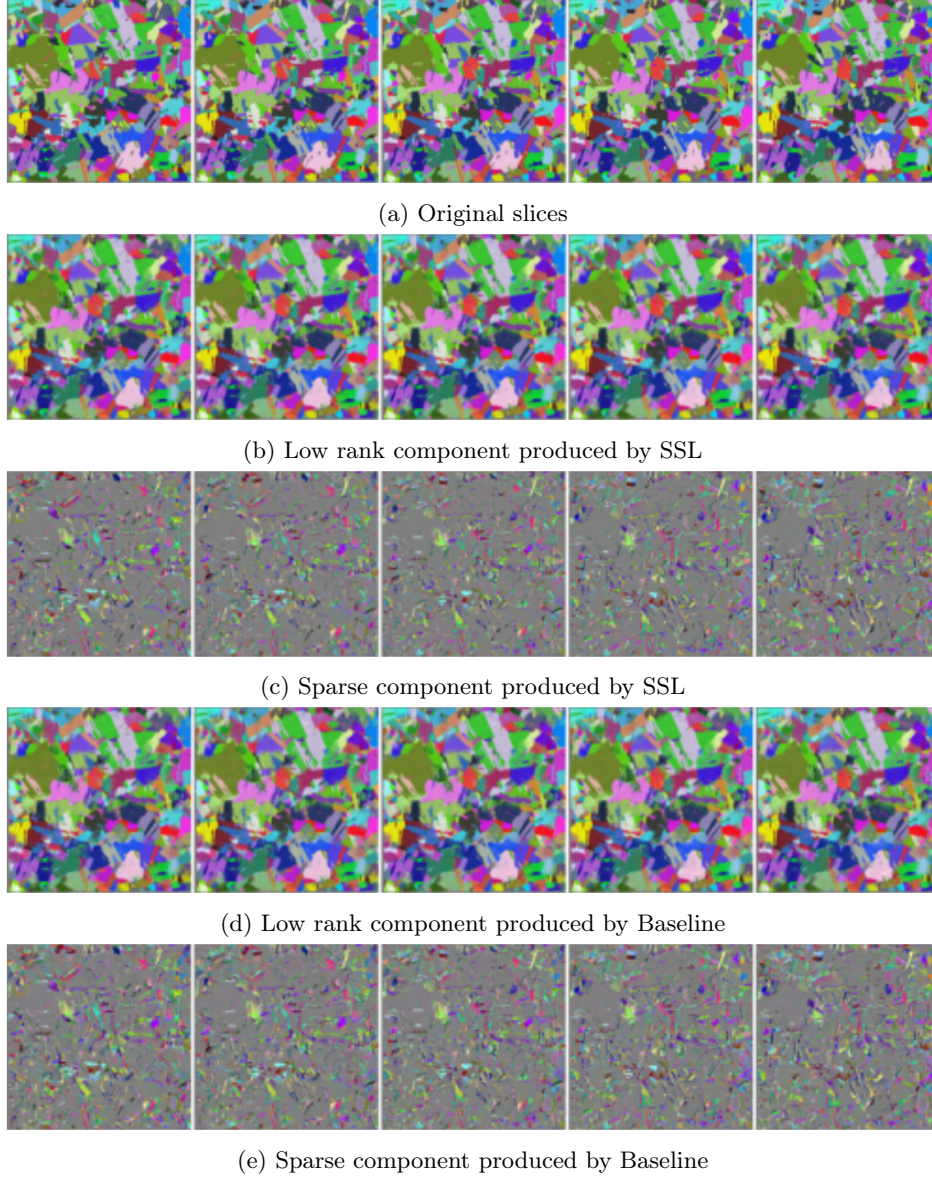 (a) Original slices
(b) Low rank component produced by SSL
(c) Sparse component produced by SSL
(d) Low rank component produced by Baseline
(e) Sparse component produced by Baseline